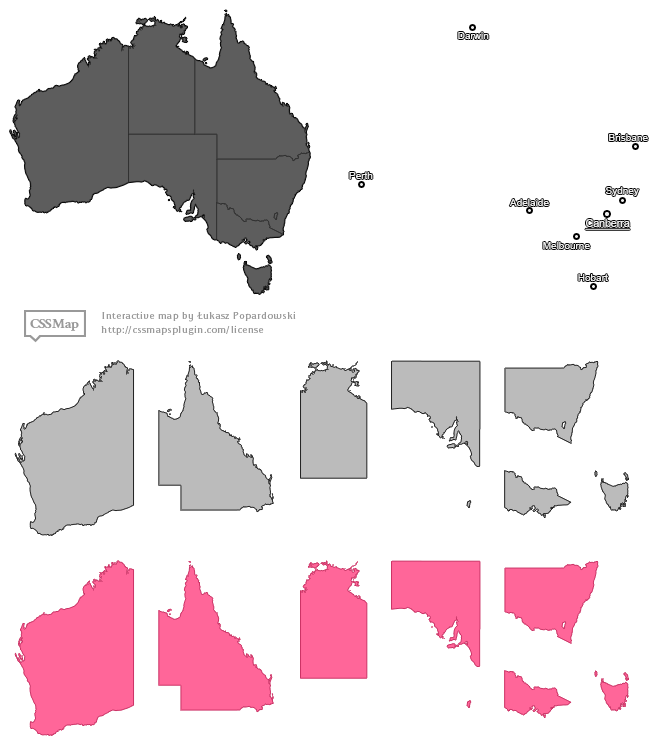 Darwin
Brisbane
Perth
Sydney
Adelaide
Canberra
Melbourne
Hobart
CSSMap
Interactive map by Łukasz Popardowski
http://cssmapsplugin.com/license